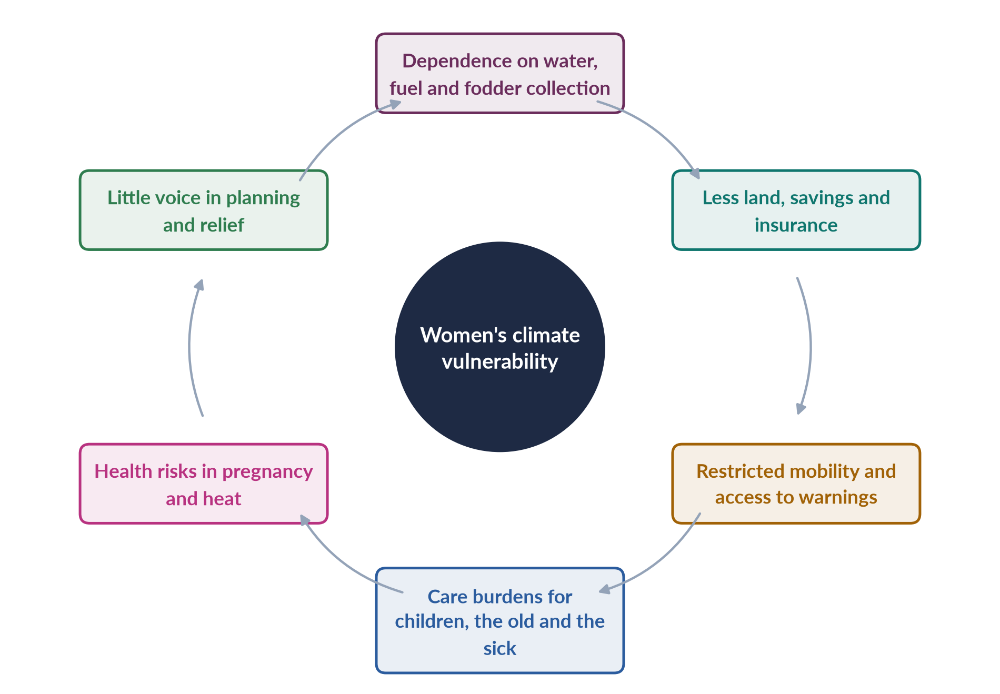 Dependence on water,
fuel and fodder collection
Less land, savings and
insurance
Restricted mobility and
access to warnings
Care burdens for
children, the old and the
sick
Health risks in pregnancy
and heat
Little voice in planning
and relief
Women's climate
vulnerability